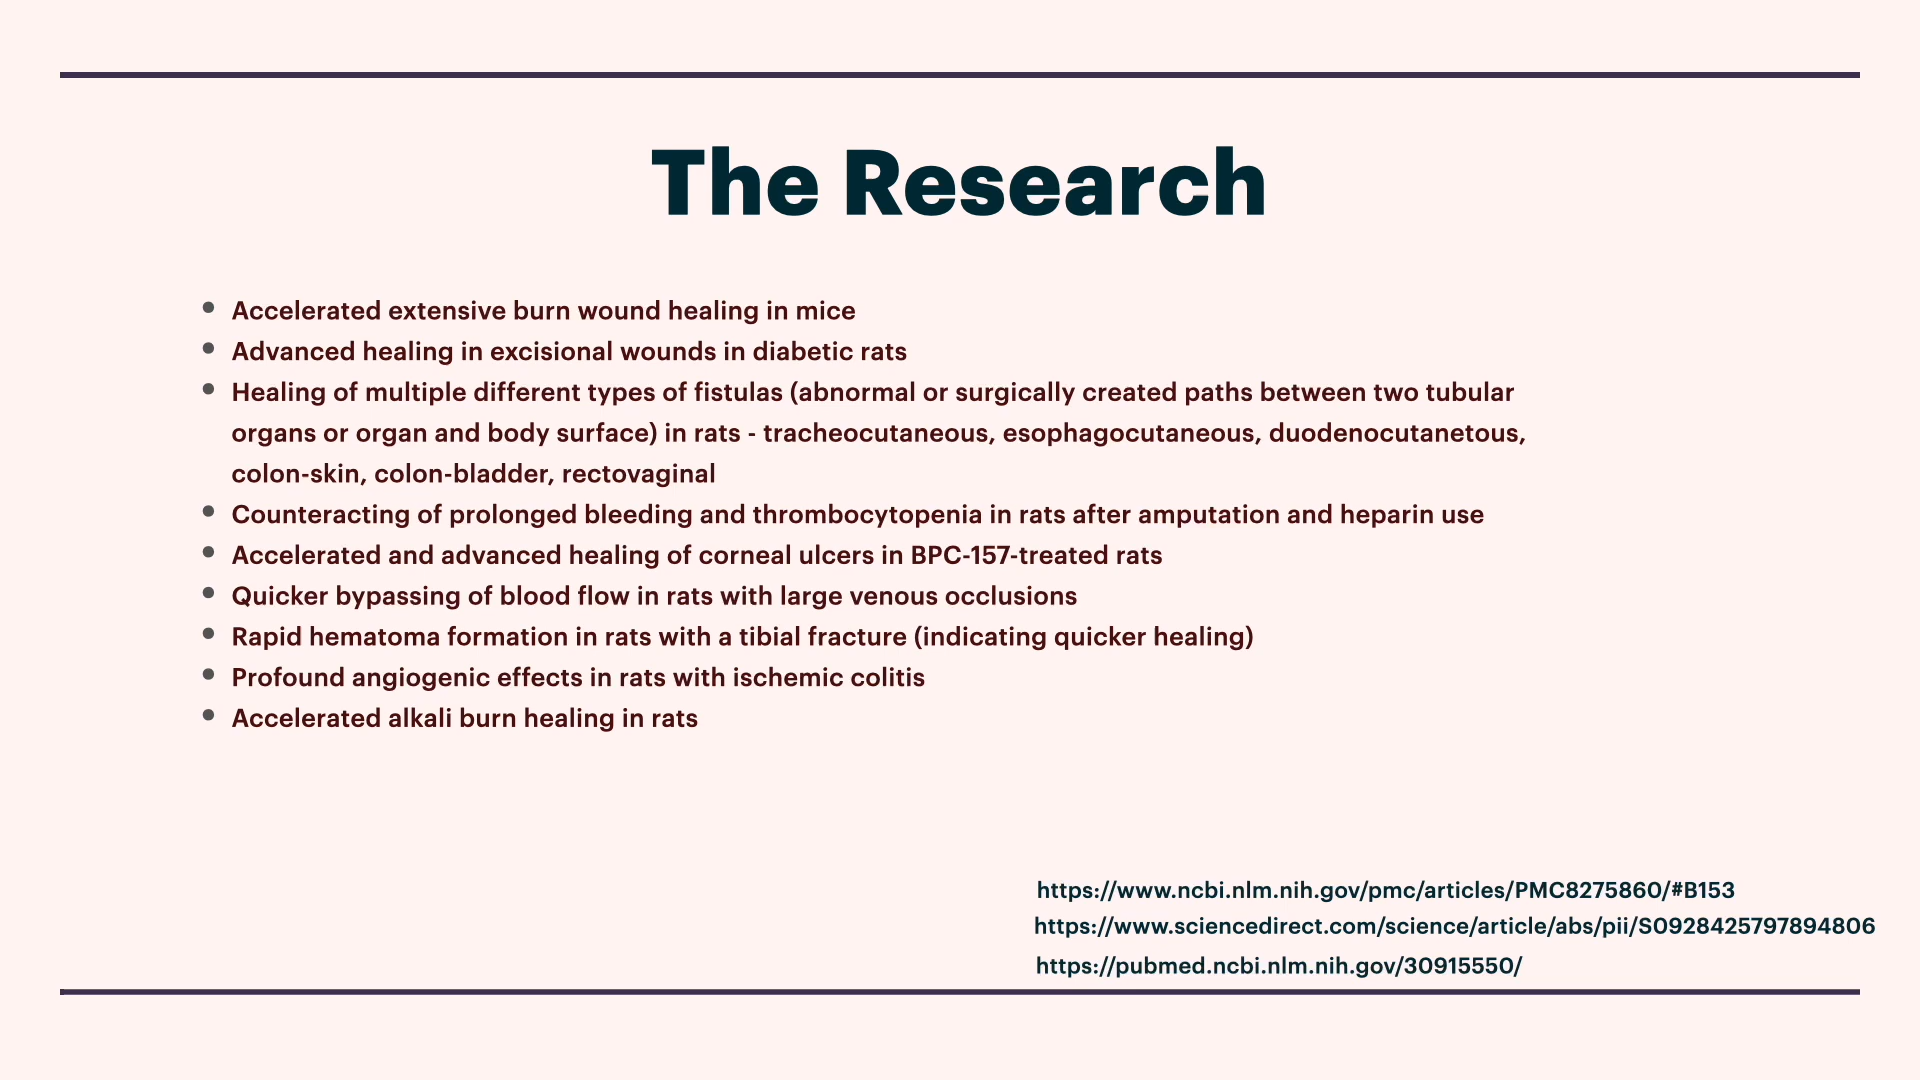 The Research
Accelerated extensive burn wound healing in mice
Advanced healing in excisional wounds in diabetic rats
Healing of multiple different types of fistulas (abnormal or surgically created paths between two tubular
organs or organ and body surface) in rats - tracheocutaneous, esophagocutaneous, duodenocutanetous,
colon-skin, colon-bladder, rectovaginal
Counteracting of prolonged bleeding and thrombocytopenia in rats after amputation and heparin use
Accelerated and advanced healing of corneal ulcers in BPC-157-treated rats
Quicker bypassing of blood flow in rats with large venous occlusions
Rapid hematoma formation in rats with a tibial fracture (indicating quicker healing)
Profound angiogenic effects in rats with ischemic colitis
Accelerated alkali burn healing in rats
https://www.ncbi.nlm.nih.gov/pmc/articles/PMC8275860/#B153
https://www.sciencedirect.com/science/article/abs/pii/S0928425797894806
https://pubmed.ncbi.nlm.nih.gov/30915550/